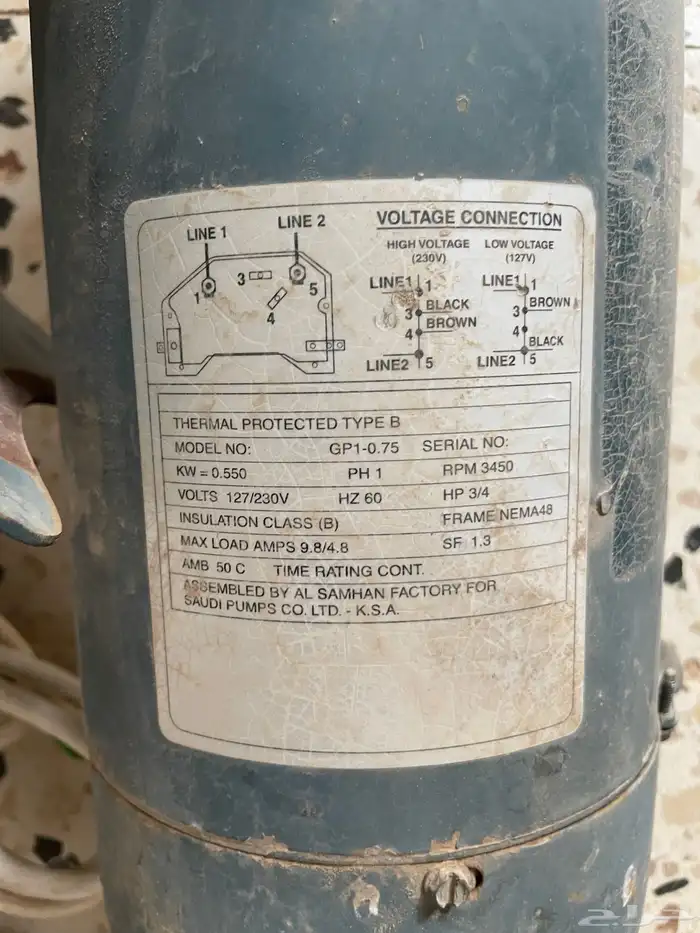 LINE 1
LINE 2
3
1
5
4
VOLTAGE CONNECTION
HIGH VOLTAGE
(230V)
LOW VOLTAGE
(127V)
LINE1 1
BLACK
3
BROWN
4
LINE2 5
LINE1 1
BROWN
3
4
BLACK
LINE2 5
THERMAL PROTECTED TYPE B
MODEL NO: GP1-0.75 SERIAL NO:
KW = 0.550 PH 1 RPM 3450
VOLTS 127/230V HZ 60 HP 3/4
INSULATION CLASS (B) FRAME NEMA48
MAX LOAD AMPS 9.8/4.8 SF 1.3
AMB 50 C TIME RATING CONT.
ASSEMBLED BY AL SAMHAN FACTORY FOR
SAUDI PUMPS CO. LTD. - K.S.A.
حراج